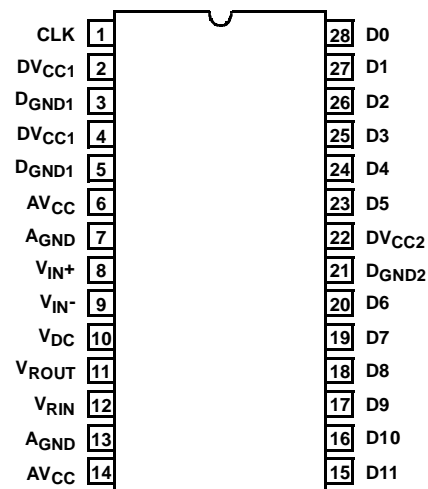 CLK 1 28 D0
DVCC1 2 27 D1
DGND1 3 26 D2
DVCC1 4 25 D3
DGND1 5 24 D4
AVCC 6 23 D5
AGND 7 22 DVCC2
VIN+ 8 21 DGND2
VIN- 9 20 D6
VDC 10 19 D7
VROUT 11 18 D8
VRIN 12 17 D9
AGND 13 16 D10
AVCC 14 15 D11